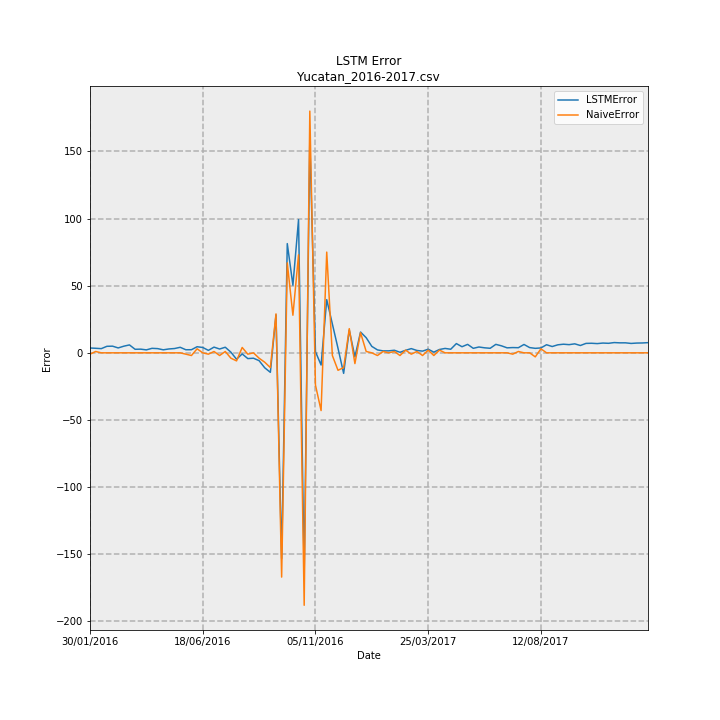 LSTM Error
Yucatan_2016-2017.csv
LSTMError
NaiveError
150
100
50
0
−50
−100
−150
−200
Error
30/01/2016
18/06/2016
05/11/2016
25/03/2017
12/08/2017
Date